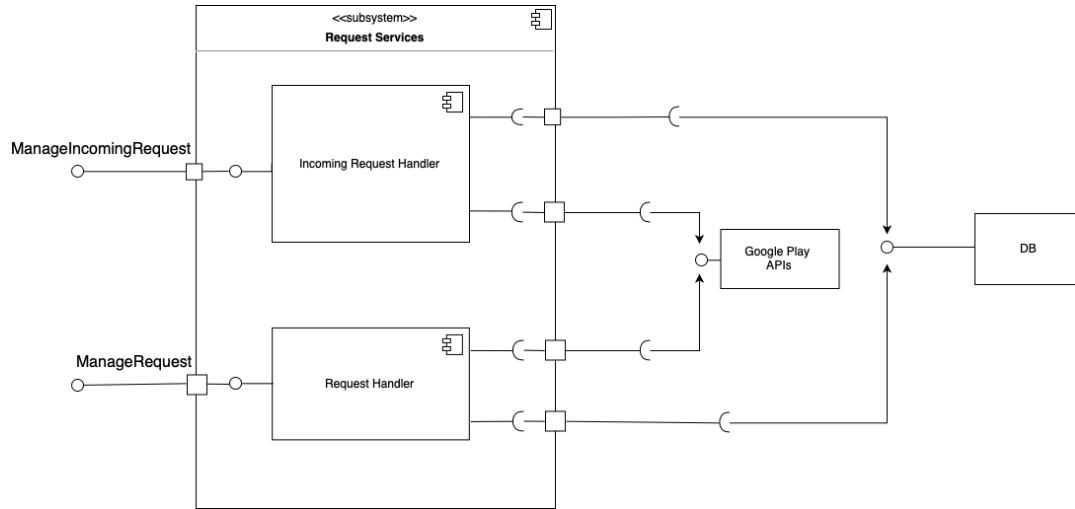 <<subsystem>>
Request Services
ManageIncomingRequest
Incoming Request Handler
Google Play
APIs
DB
ManageRequest
Request Handler